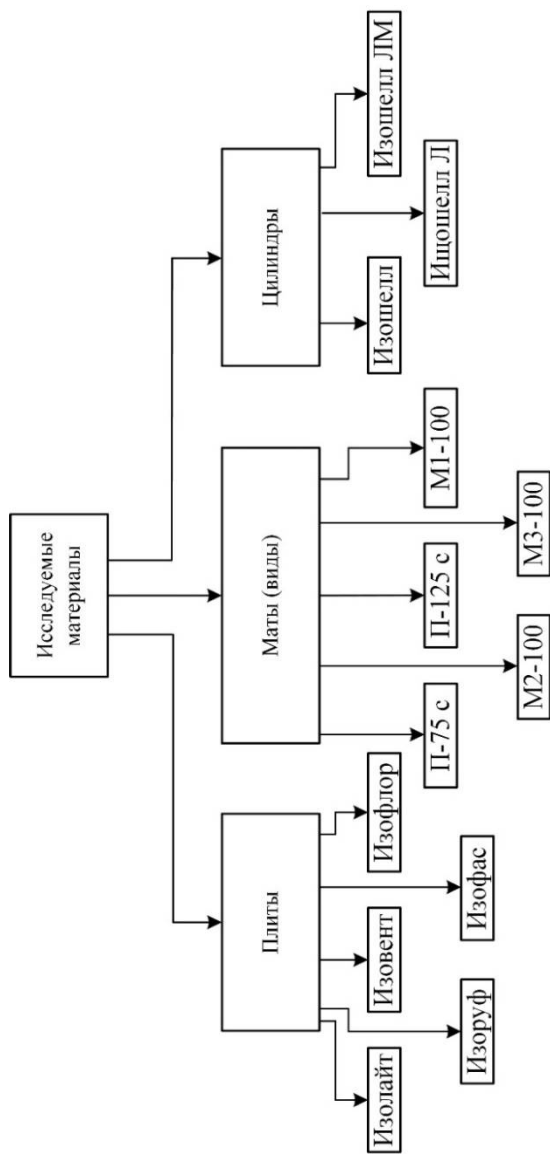 Исследуемые
материалы
Плиты
Маты (виды)
Цилиндры
Изолайт
Изоруф
Изовент
Изофас
Изофлор
П-75 с
М2-100
П-125 с
М3-100
М1-100
Изошелл
Ищошелл Л
Изошелл ЛМ